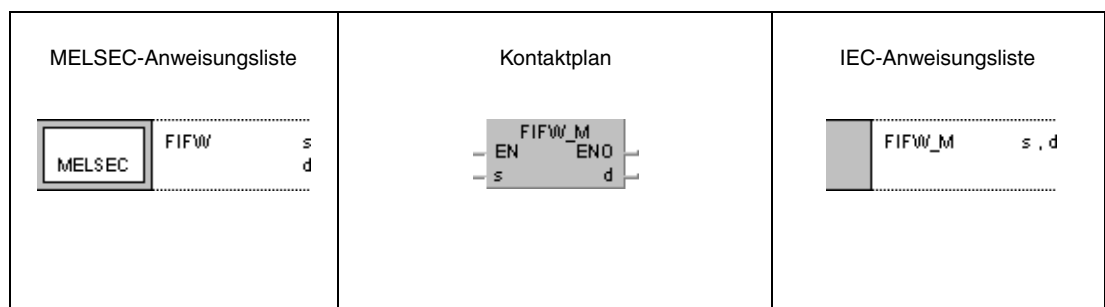 MELSEC-Anweisungsliste
MELSEC
FIFW s
d
Kontaktplan
FIFW_M
EN ENO
s d
IEC-Anweisungsliste
FIFW_M s , d